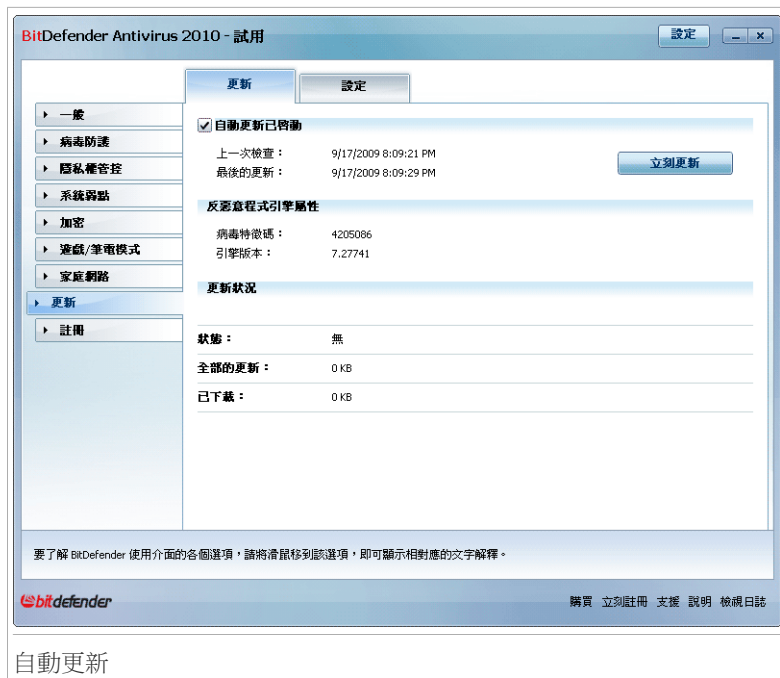 BitDefender Antivirus 2010 - 試用
設定
更新
設定
一般
病毒防護
隱私權管控
系統弱點
加密
遊戲/筆電模式
家庭網路
更新
註冊
自動更新已啓動
上一次檢查： 9/17/2009 8:09:21 PM
最後的更新： 9/17/2009 8:09:29 PM
立刻更新
反惡意程式引擎屬性
病毒特徵碼： 4205086
引擎版本： 7.27741
更新狀況
狀態： 無
全部的更新： 0 KB
已下載： 0 KB
要了解 BitDefender 使用介面的各個選項，請將滑鼠移到該選項，即可顯示相對應的文字解釋。
bitdefender
購買 立刻註冊 支援 說明 檢視日誌
自動更新